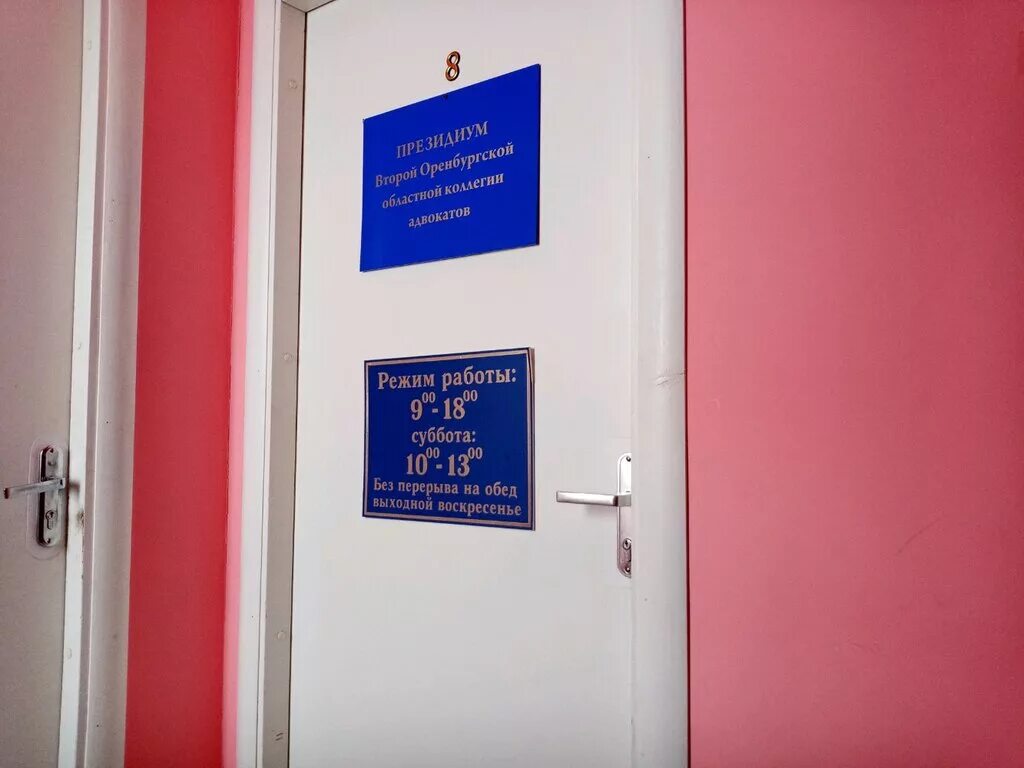 8
ПРЕЗИДИУМ
Второй Оренбургской
областной коллегии
адвокатов
Режим работы:
9⁰⁰-18⁰⁰
суббота:
10⁰⁰-13⁰⁰
Без перерыва на обед
выходной воскресенье